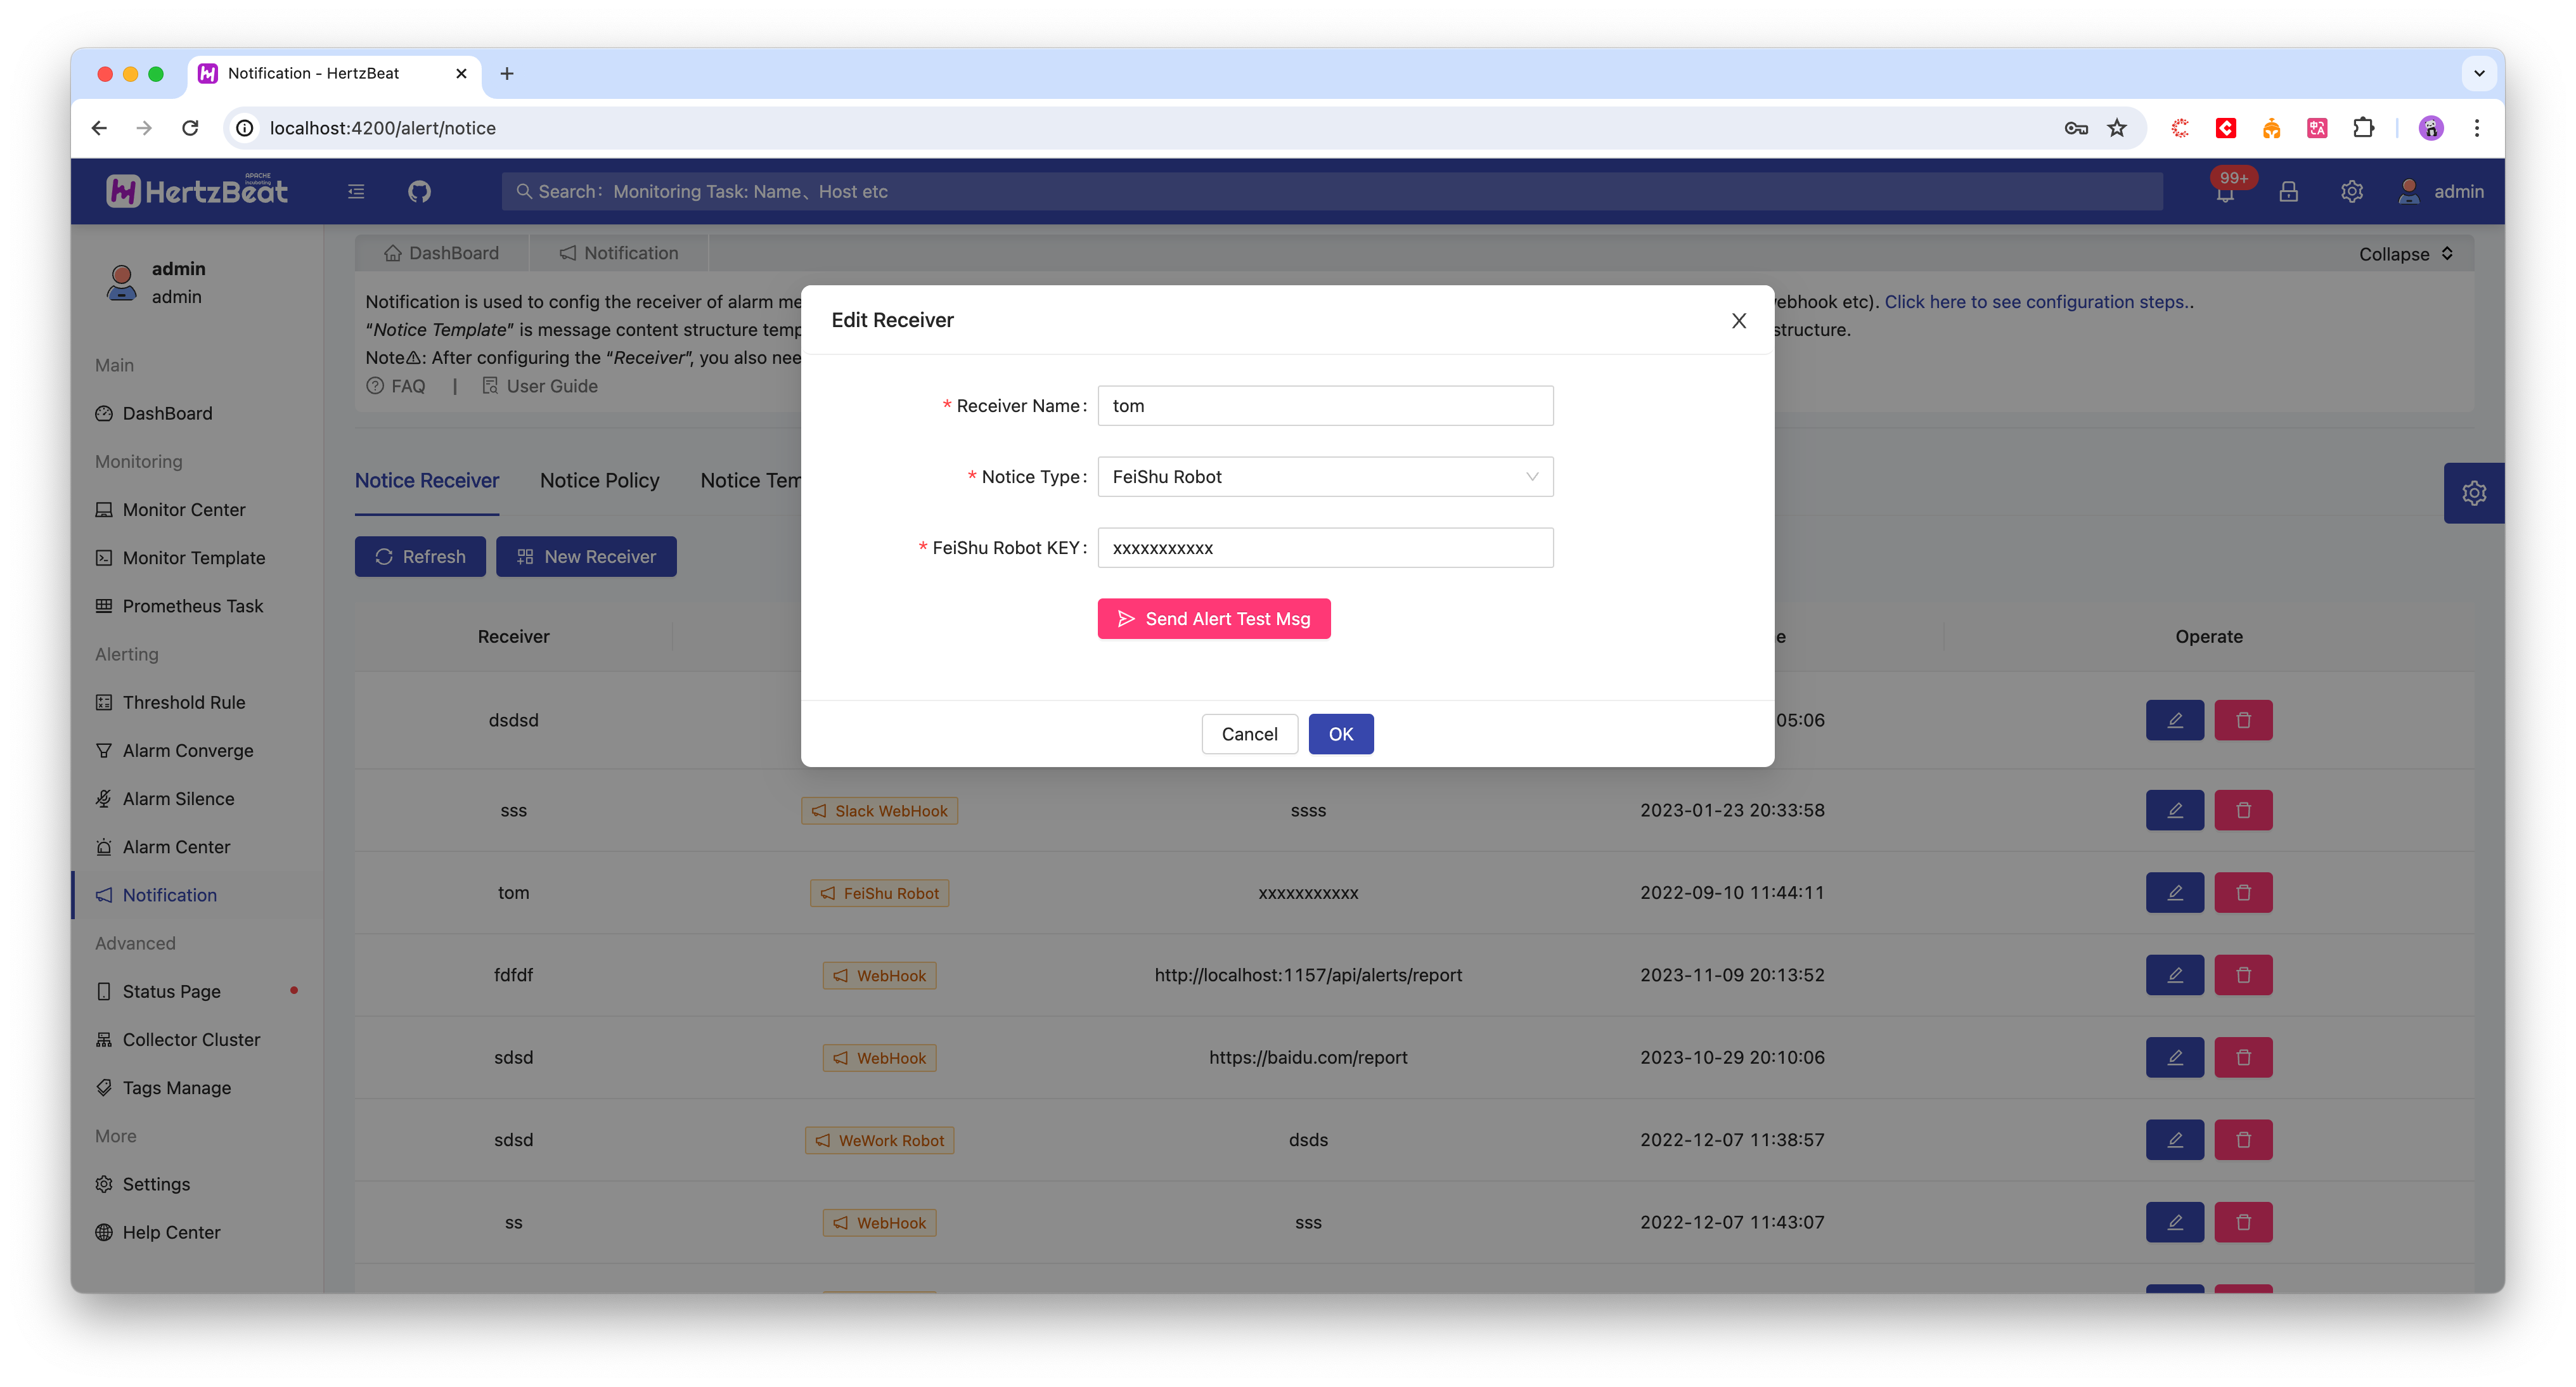 Notification - HertzBeat
localhost:4200/alert/notice
APACHE
incubating
HertzBeat
Search: Monitoring Task: Name、Host etc
99+
admin
admin
admin
DashBoard
Notification
Collapse
Notification is used to config the receiver of alarm me
ebhook etc). Click here to see configuration steps..
“Notice Template” is message content structure temp
structure.
Note⚠: After configuring the “Receiver”, you also nee
FAQ | User Guide
Main
DashBoard
Monitoring
Monitor Center
Monitor Template
Prometheus Task
Alerting
Threshold Rule
Alarm Converge
Alarm Silence
Alarm Center
Notification
Advanced
Status Page
Collector Cluster
Tags Manage
More
Settings
Help Center
Notice Receiver Notice Policy Notice Tem
Refresh New Receiver
Edit Receiver
* Receiver Name: tom
* Notice Type: FeiShu Robot
* FeiShu Robot KEY: xxxxxxxxxxx
Send Alert Test Msg
Cancel OK
Receiver e Operate
dsdsd 05:06
sss Slack WebHook ssss 2023-01-23 20:33:58
tom FeiShu Robot xxxxxxxxxxx 2022-09-10 11:44:11
fdfdf WebHook http://localhost:1157/api/alerts/report 2023-11-09 20:13:52
sdsd WebHook https://baidu.com/report 2023-10-29 20:10:06
sdsd WeWork Robot dsds 2022-12-07 11:38:57
ss WebHook sss 2022-12-07 11:43:07